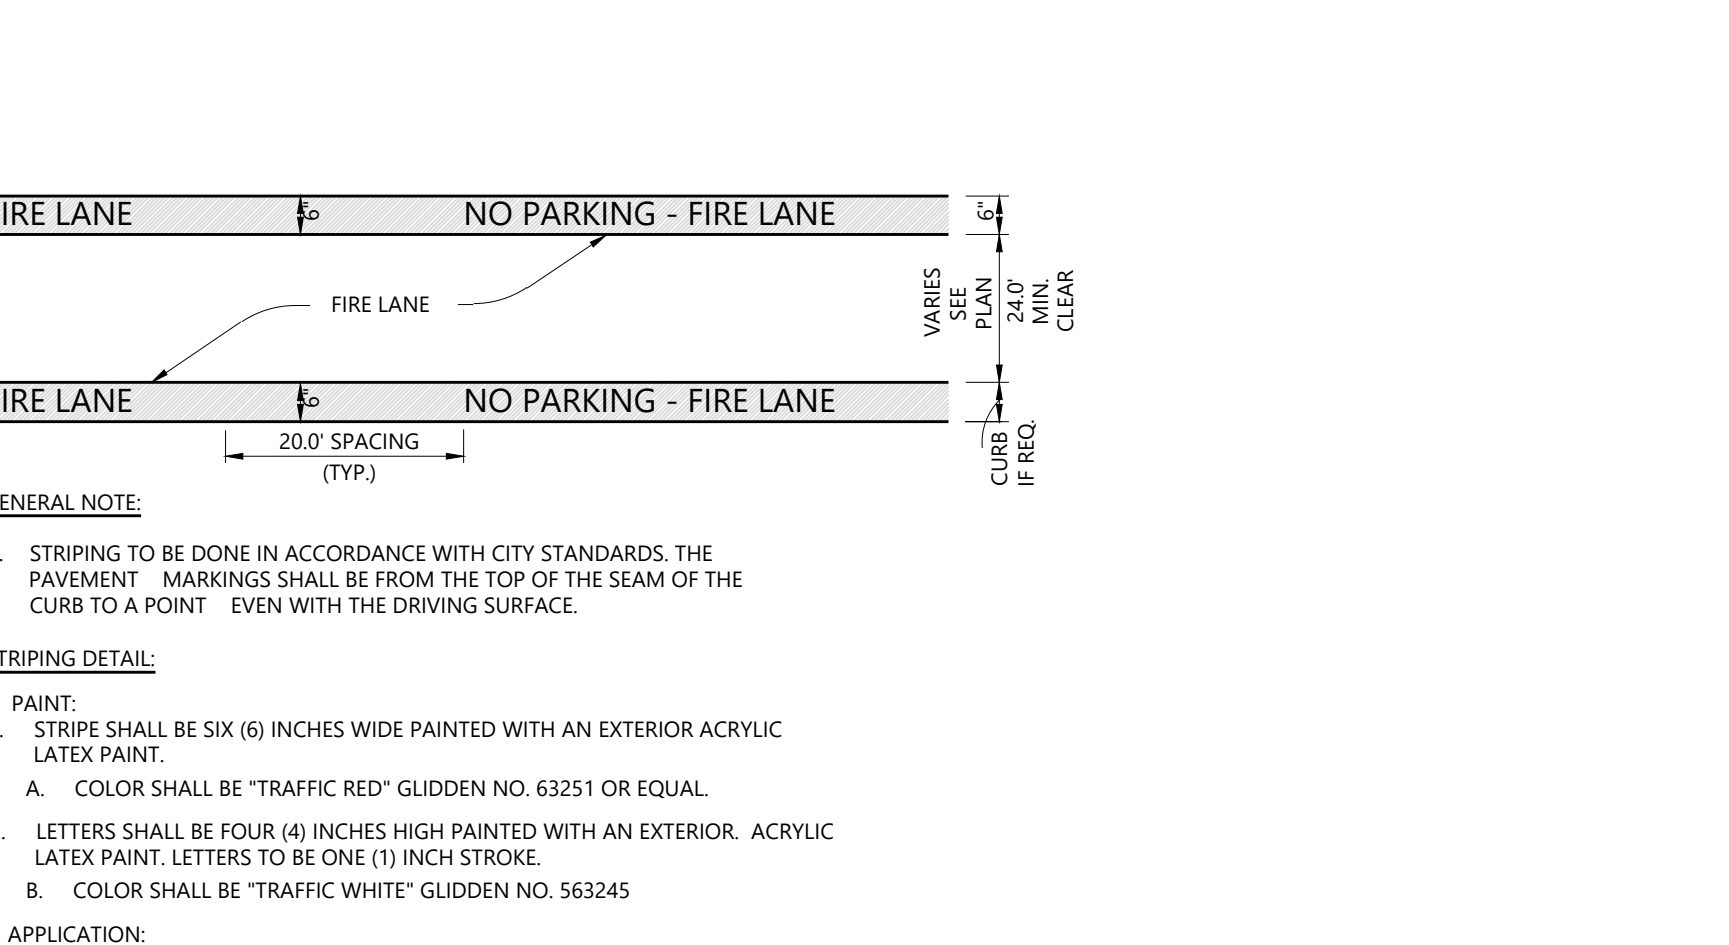 IRE LANE
6"
NO PARKING - FIRE LANE
6"
VARIES
SEE
PLAN
24.0'
MIN.
CLEAR
FIRE LANE
IRE LANE
6"
NO PARKING - FIRE LANE
20.0' SPACING
(TYP.)
CURB
IF REQ.
ENERAL NOTE:
. STRIPING TO BE DONE IN ACCORDANCE WITH CITY STANDARDS. THE
PAVEMENT MARKINGS SHALL BE FROM THE TOP OF THE SEAM OF THE
CURB TO A POINT EVEN WITH THE DRIVING SURFACE.
TRIPING DETAIL:
PAINT:
. STRIPE SHALL BE SIX (6) INCHES WIDE PAINTED WITH AN EXTERIOR ACRYLIC
LATEX PAINT.
A. COLOR SHALL BE "TRAFFIC RED" GLIDDEN NO. 63251 OR EQUAL.
. LETTERS SHALL BE FOUR (4) INCHES HIGH PAINTED WITH AN EXTERIOR. ACRYLIC
LATEX PAINT. LETTERS TO BE ONE (1) INCH STROKE.
B. COLOR SHALL BE "TRAFFIC WHITE" GLIDDEN NO. 563245
APPLICATION: